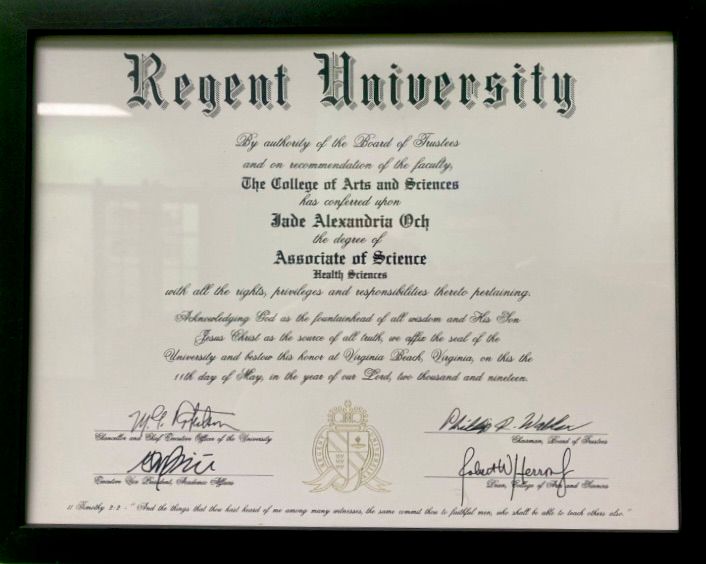 Regent University
By authority of the Board of Trustees
and on recommendation of the faculty,
The College of Arts and Sciences
has conferred upon
Jade Alexandria Och
the degree of
Associate of Science
Health Sciences
with all the rights, privileges and responsibilities thereto pertaining.
Acknowledging God as the fountainhead of all wisdom and His Son
Jesus Christ as the source of all truth, we affix the seal of the
University and bestow this honor at Virginia Beach, Virginia, on this the
11th day of May, in the year of our Lord, two thousand and nineteen.
Chancellor and Chief Executive Officer of the University
Chairman, Board of Trustees
Executive Vice President, Academic Affairs
Dean, College of Arts and Sciences
REGENT UNIVERSITY
II Timothy 2:2 - "And the things that thou hast heard of me among many witnesses, the same commit thou to faithful men, who shall be able to teach others also."